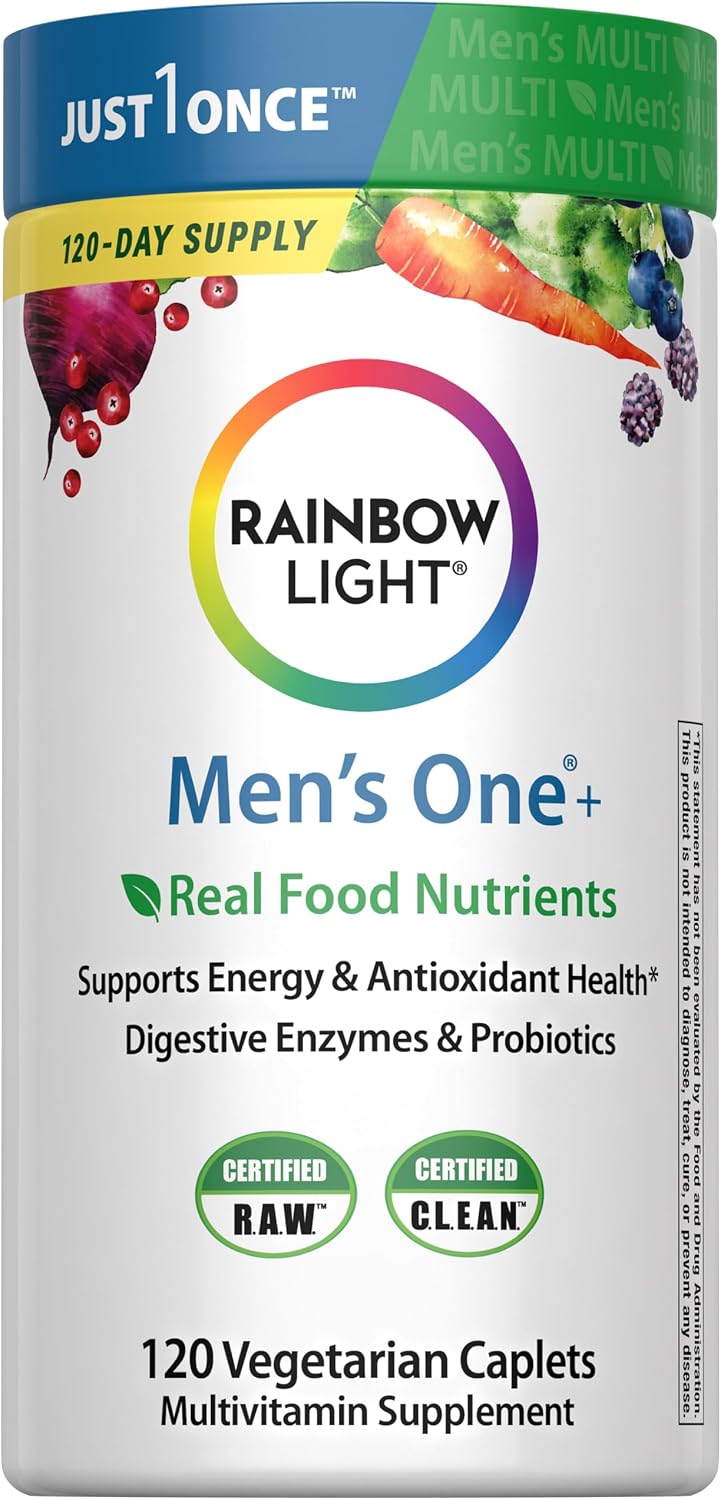 JUST 1 ONCE™
Men's MULTI
MULTI Men's MUL
Men's MULTI
120-DAY SUPPLY
RAINBOW
LIGHT®
Men's One®+
Real Food Nutrients
Supports Energy & Antioxidant Health*
Digestive Enzymes & Probiotics
CERTIFIED
R.A.W.™
CERTIFIED
C.L.E.A.N.™
120 Vegetarian Caplets
Multivitamin Supplement
*This statement has not been evaluated by the Food and Drug Administration.
This product is not intended to diagnose, treat, cure, or prevent any disease.